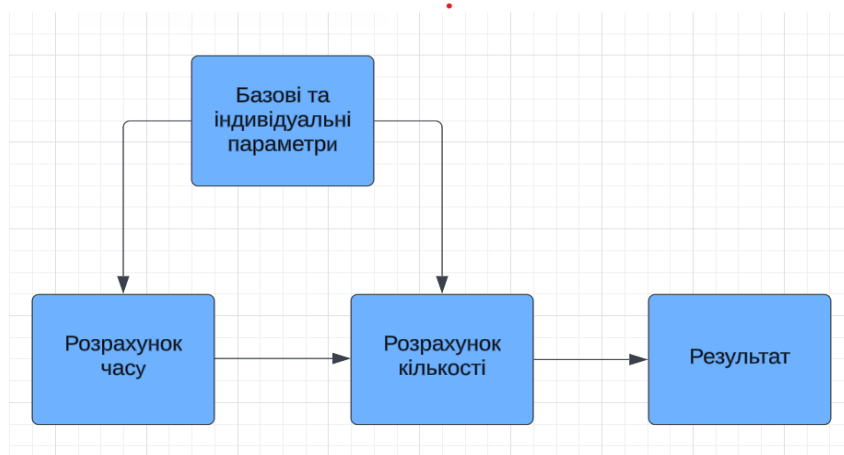 Базові та
індивідуальні
параметри
Розрахунок
часу
Розрахунок
кількості
Результат